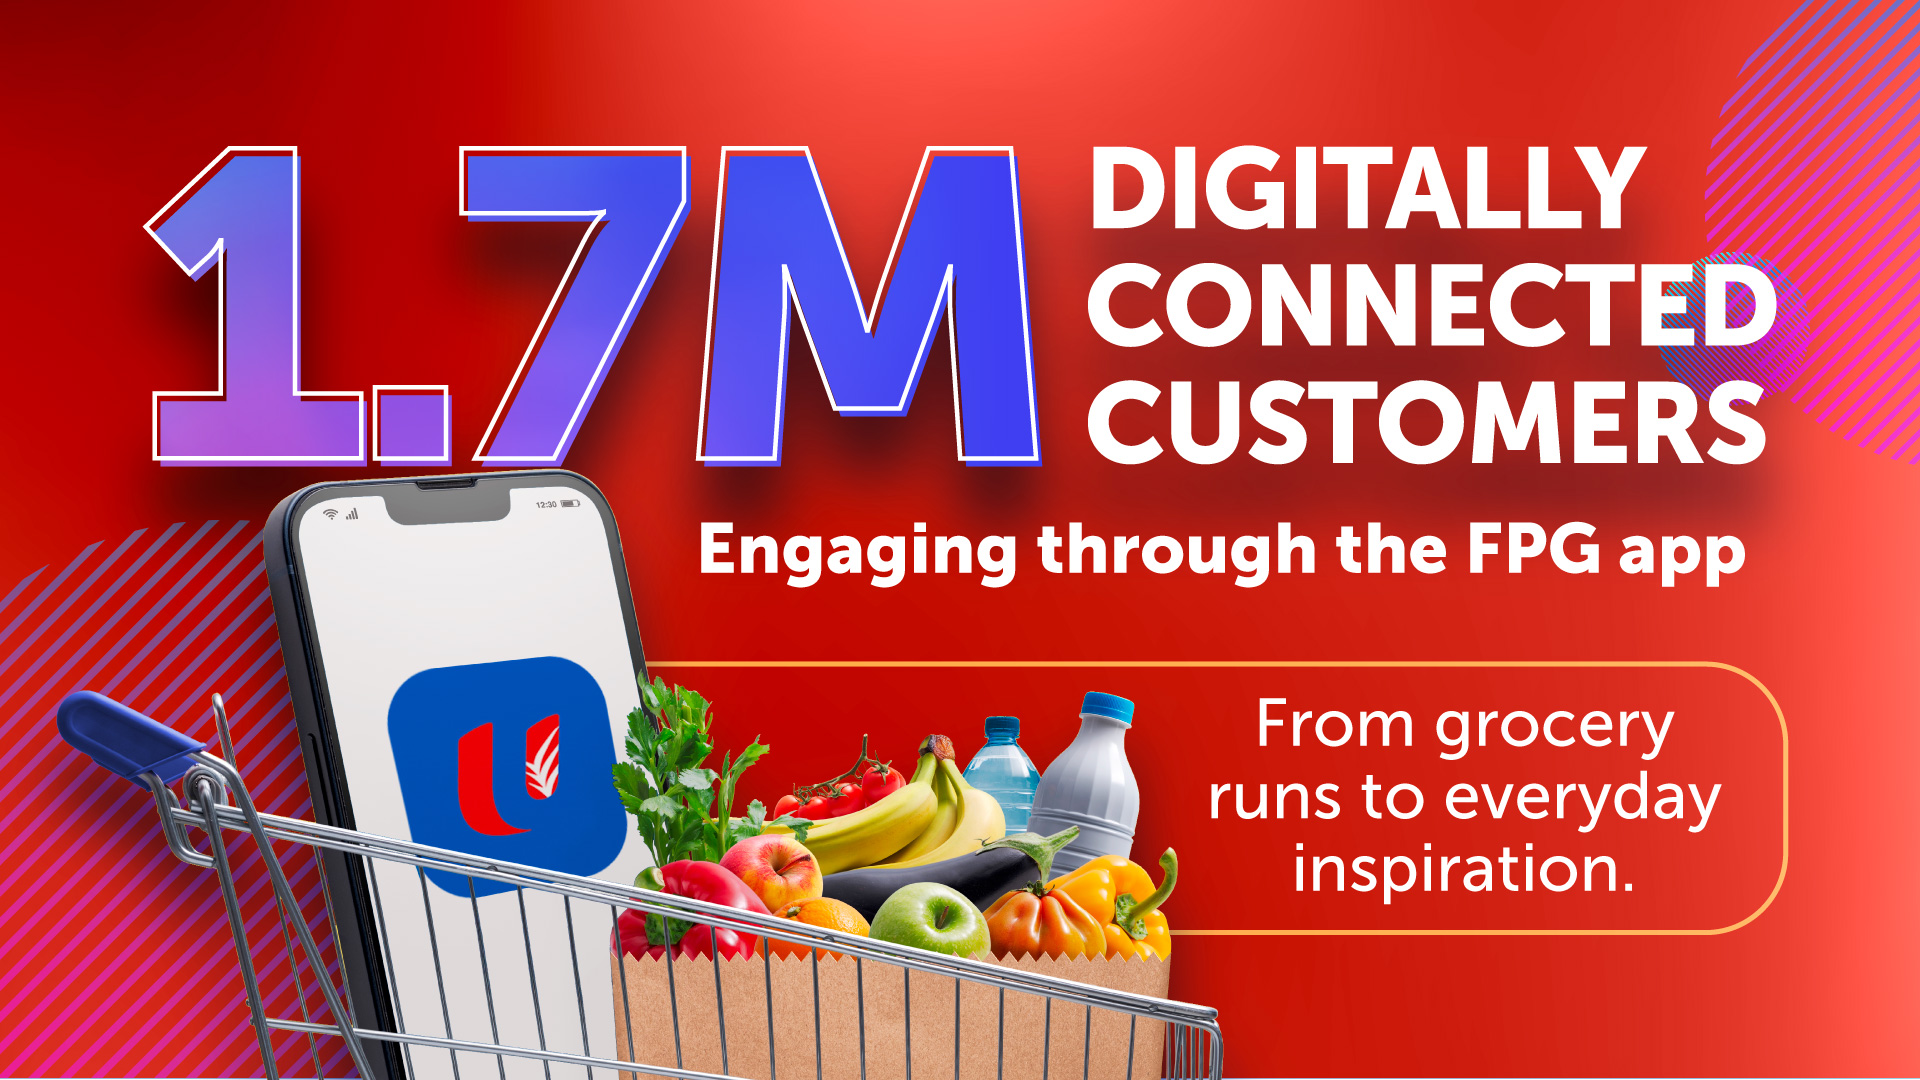 1.7M
DIGITALLY
CONNECTED
CUSTOMERS
Engaging through the FPG app
12:30
From grocery
runs to everyday
inspiration.